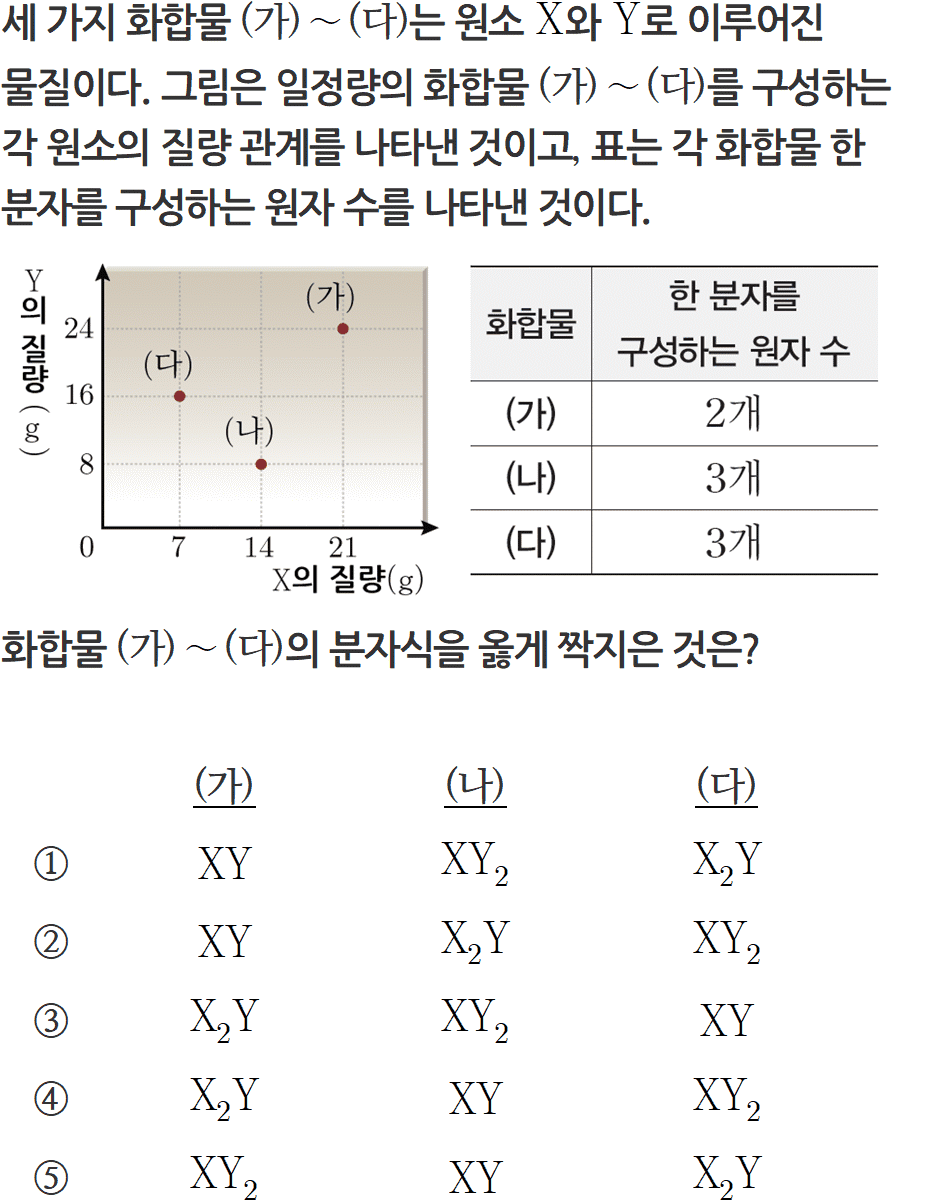 세 가지 화합물 (가) ~ (다)는 원소 X와 Y로 이루어진
물질이다. 그림은 일정량의 화합물 (가) ~ (다)를 구성하는
각 원소의 질량 관계를 나타낸 것이고, 표는 각 화합물 한
분자를 구성하는 원자 수를 나타낸 것이다.
Y의 질량(g)
24
16
8
0
7 14 21
X의 질량(g)
(가)
(다)
(나)
화합물 한 분자를 구성하는 원자 수
(가) 2개
(나) 3개
(다) 3개
화합물 (가) ~ (다)의 분자식을 옳게 짝지은 것은?
(가) (나) (다)
① XY XY₂ X₂Y
② XY X₂Y XY₂
③ X₂Y XY₂ XY
④ X₂Y XY XY₂
⑤ XY₂ XY X₂Y